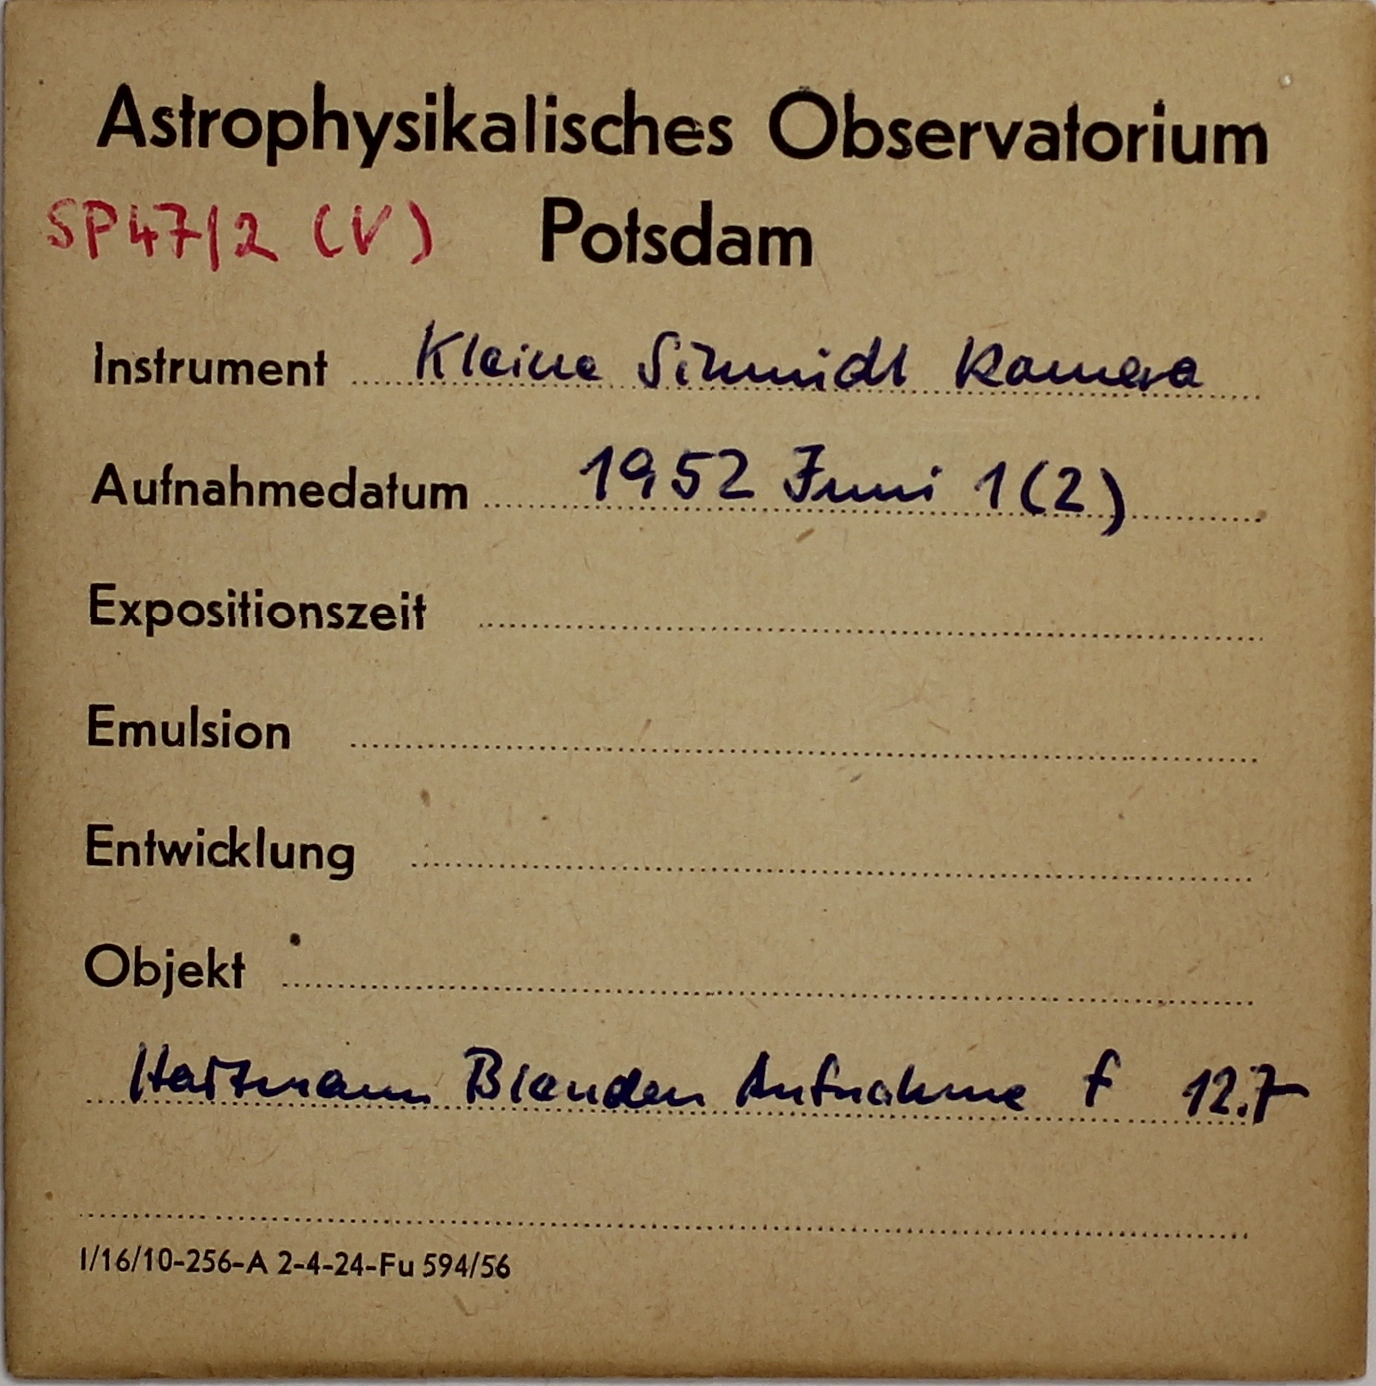 Astrophysikalisches Observatorium
SP47/2 (V) Potsdam
Instrument Kleine Schmidt Kamera
Aufnahmedatum 1952 Juni 1(2)
Expositionszeit
Emulsion
Entwicklung
Objekt
Hartmann Blenden Aufnahme f 12.7
I/16/10-256-A 2-4-24-Fu 594/56